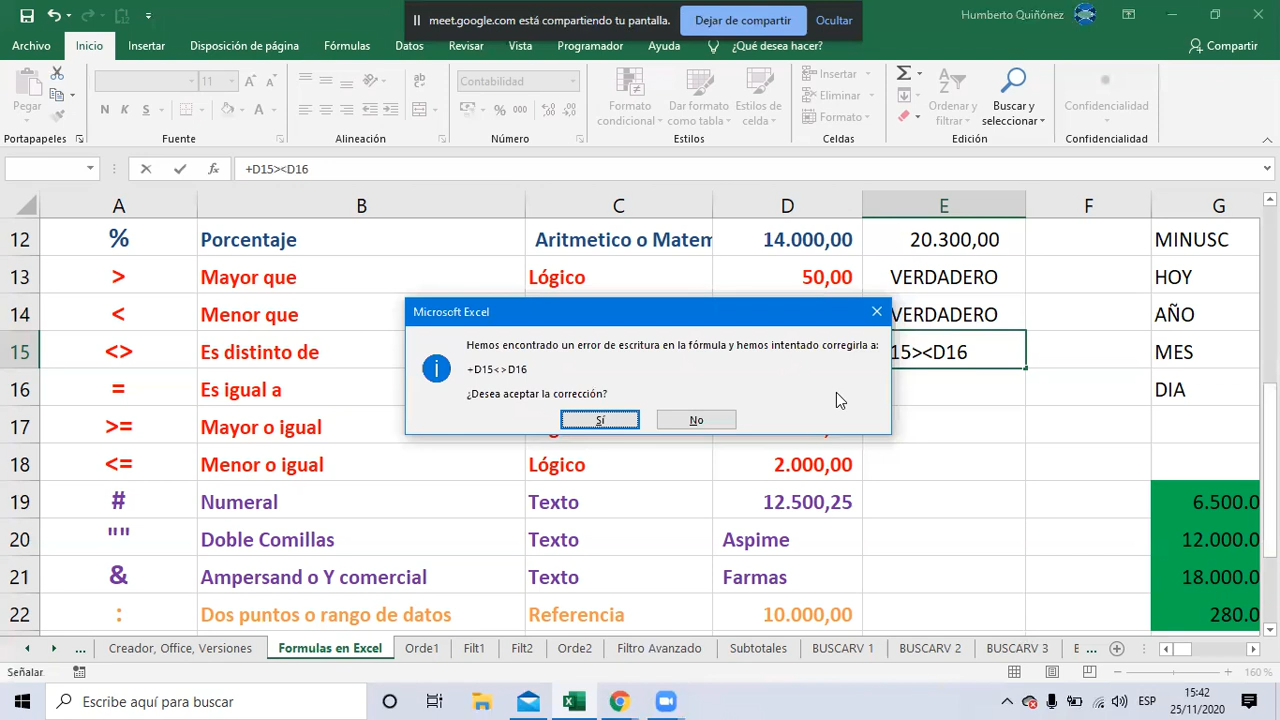 meet.google.com está compartiendo tu pantalla.
Dejar de compartir
Ocultar
Humberto Quiñónez
Archivo
Inicio
Insertar
Disposición de página
Fórmulas
Datos
Revisar
Vista
Programador
Ayuda
¿Qué desea hacer?
Compartir
Pegar
11
Contabilidad
Formato condicional
Dar formato como tabla
Estilos de celda
Insertar
Eliminar
Formato
Ordenar y filtrar
Buscar y seleccionar
Confidencialidad
Portapapeles
Fuente
Alineación
Número
Estilos
Celdas
Edición
Confidencialidad
+D15><D16
A B C D E F G
12 % Porcentaje Aritmetico o Matem 14.000,00 20.300,00 MINUSC
13 > Mayor que Lógico 50,00 VERDADERO HOY
14 < Menor que VERDADERO AÑO
15 <> Es distinto de 15><D16 MES
16 = Es igual a DIA
17 >= Mayor o igual
18 <= Menor o igual Lógico 2.000,00
19 # Numeral Texto 12.500,25 6.500.0
20 "" Doble Comillas Texto Aspime 12.000.0
21 & Ampersand o Y comercial Texto Farmas 18.000.0
22 : Dos puntos o rango de datos Referencia 10.000,00 280.0
Microsoft Excel
Hemos encontrado un error de escritura en la fórmula y hemos intentado corregirla a:
+D15<>D16
¿Desea aceptar la corrección?
Sí
No
... Creador, Office, Versiones Formulas en Excel Orde1 Filt1 Filt2 Orde2 Filtro Avanzado Subtotales BUSCARV 1 BUSCARV 2 BUSCARV 3 E ...
Señalar
160 %
Escribe aquí para buscar
ESP
15:42
25/11/2020